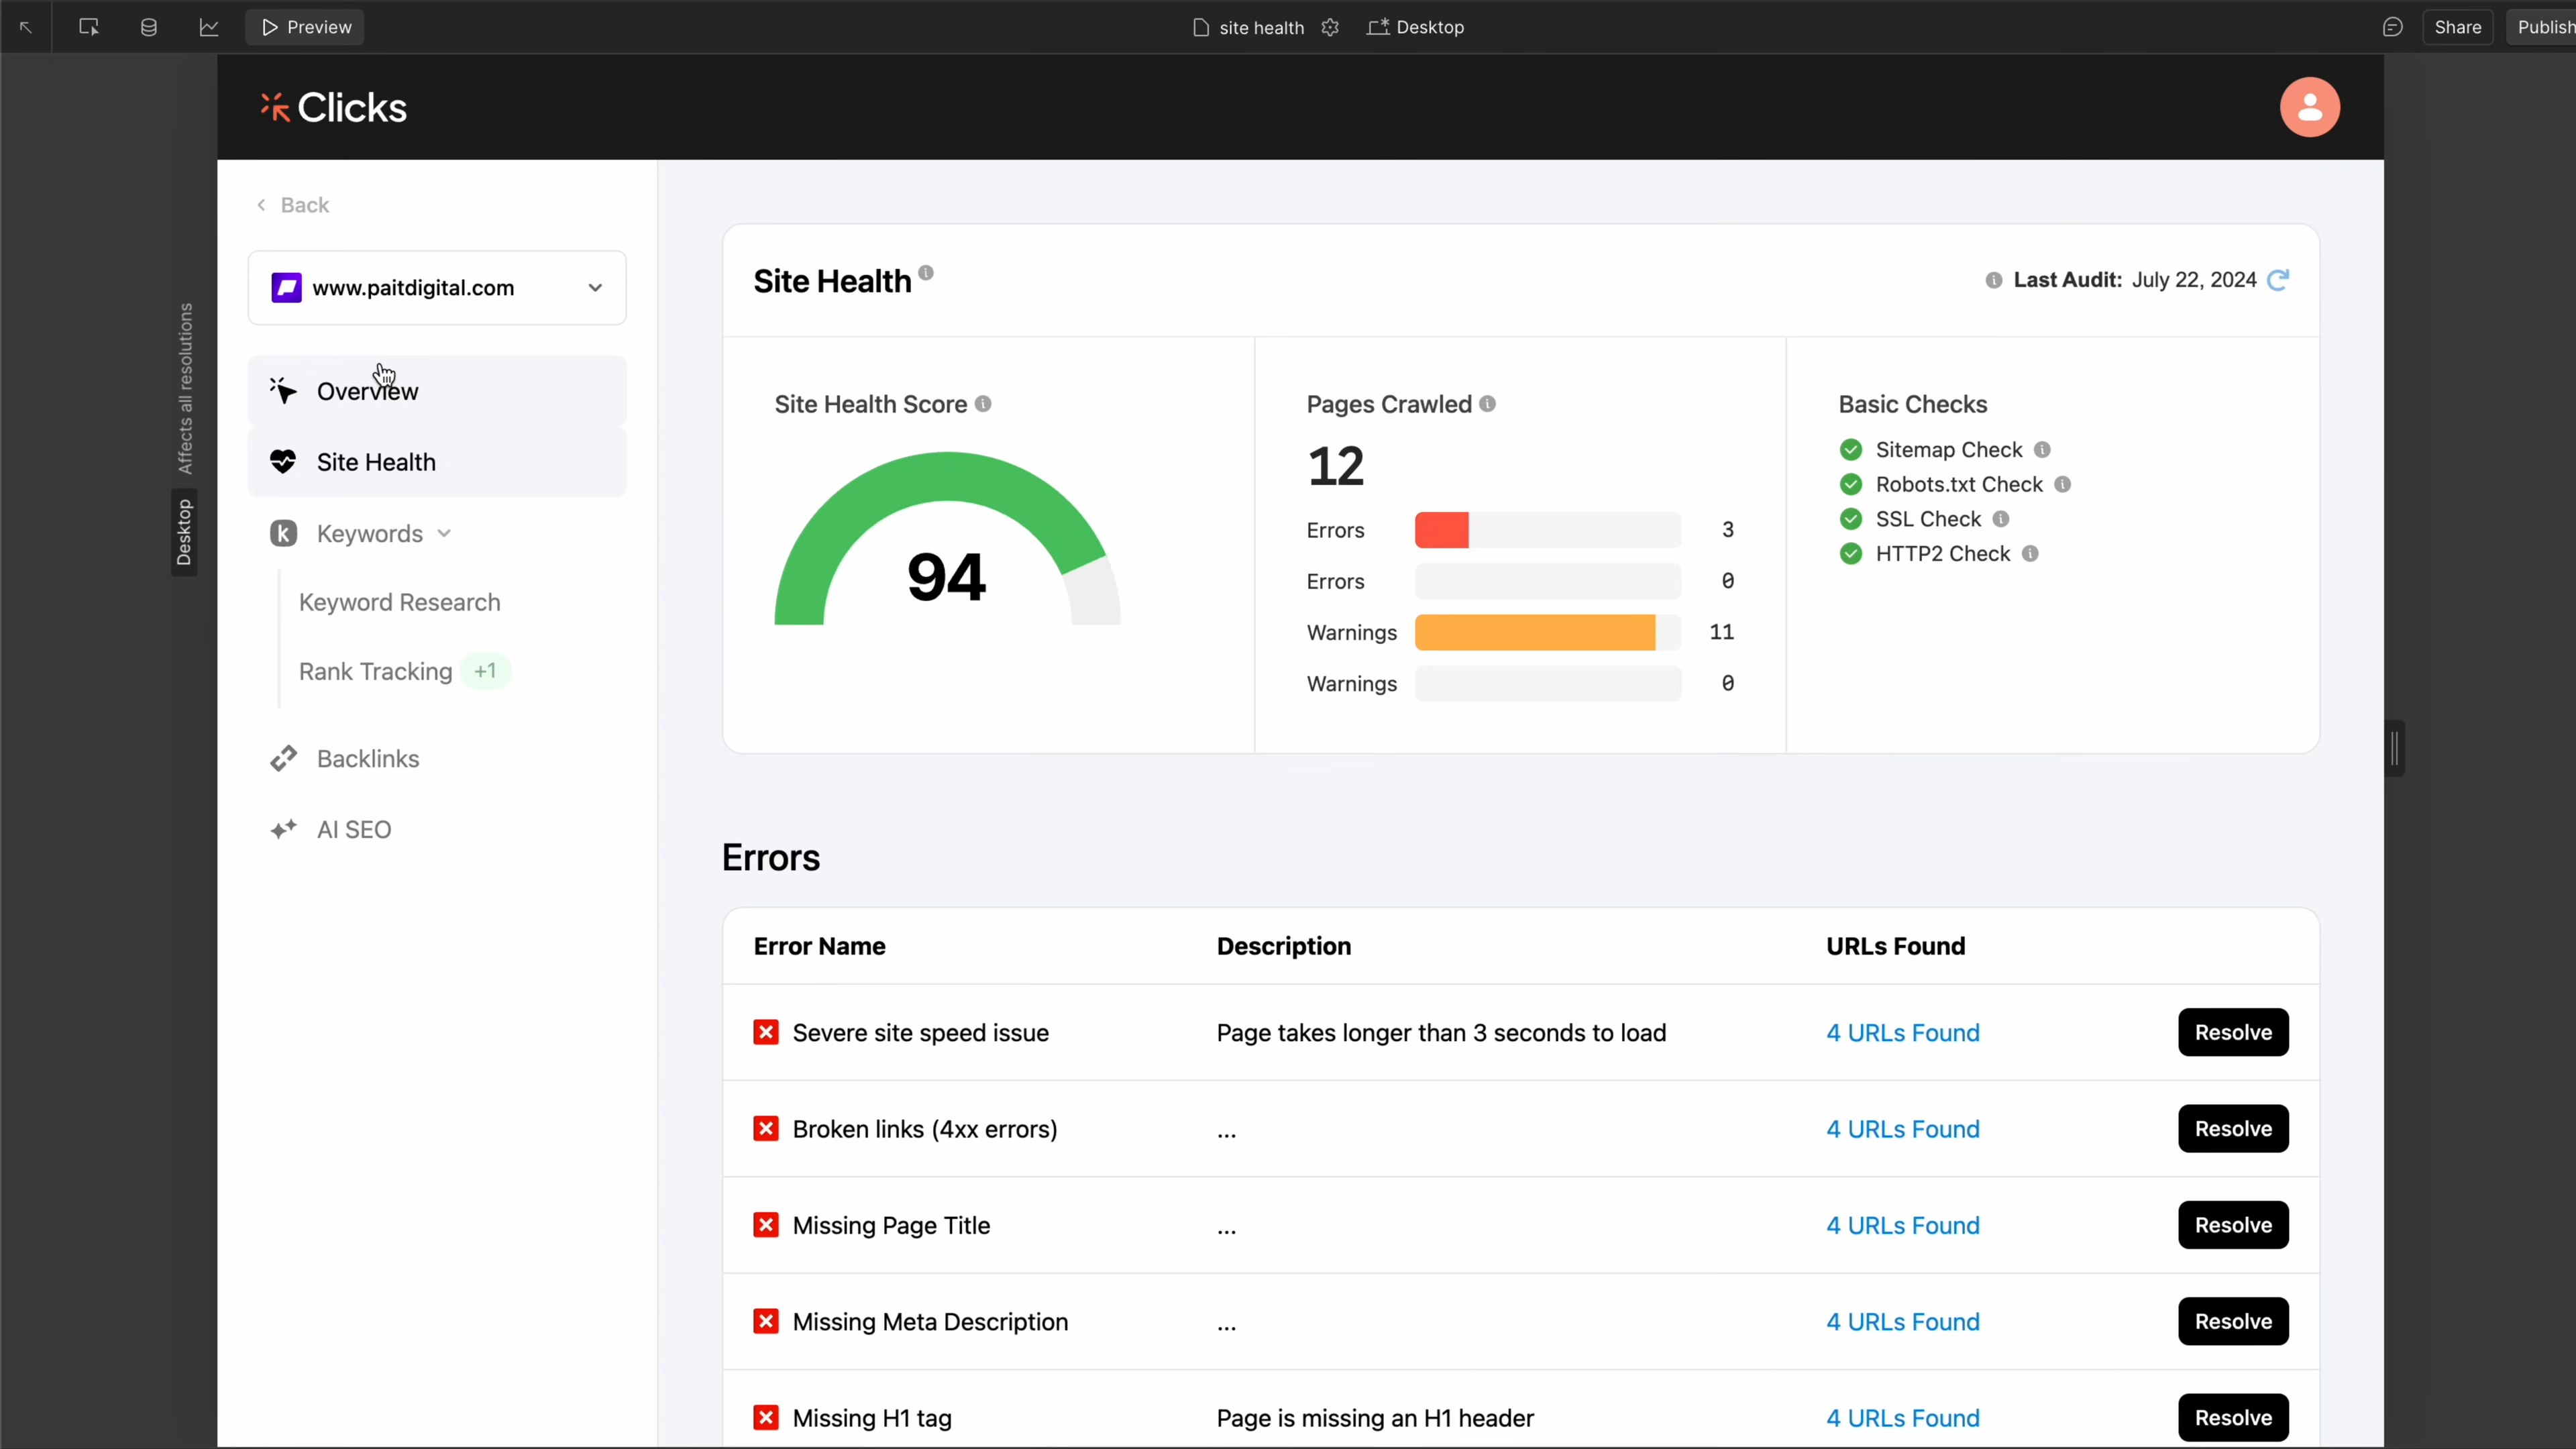 Preview
site health
Desktop
Share
Publish
Clicks
Back
www.paitdigital.com
Overview
Site Health
Keywords
Keyword Research
Rank Tracking +1
Backlinks
AI SEO
Affects all resolutions
Desktop
Site Health
Last Audit: July 22, 2024
Site Health Score
94
Pages Crawled
12
Errors 3
Errors 0
Warnings 11
Warnings 0
Basic Checks
Sitemap Check
Robots.txt Check
SSL Check
HTTP2 Check
Errors
Error Name Description URLs Found
Severe site speed issue Page takes longer than 3 seconds to load 4 URLs Found Resolve
Broken links (4xx errors) ... 4 URLs Found Resolve
Missing Page Title ... 4 URLs Found Resolve
Missing Meta Description ... 4 URLs Found Resolve
Missing H1 tag Page is missing an H1 header 4 URLs Found Resolve